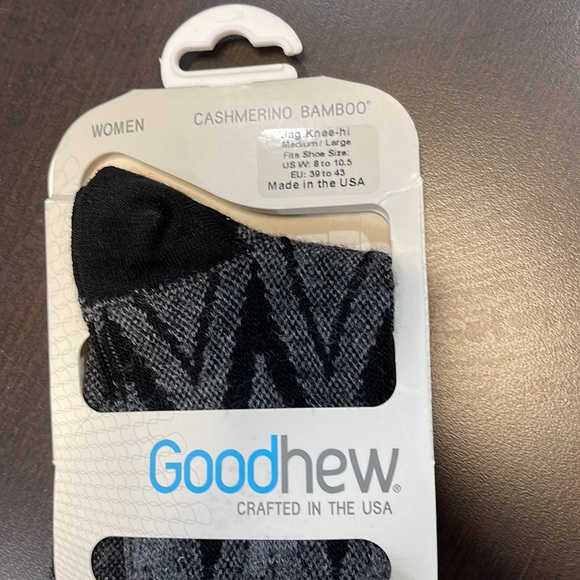 WOMEN
CASHMERINO BAMBOO®
Jag Knee-hi
Medium / Large
Fits Shoe Size:
US W: 8 to 10.5
EU: 39 to 43
Made in the USA
Goodhew®
CRAFTED IN THE USA